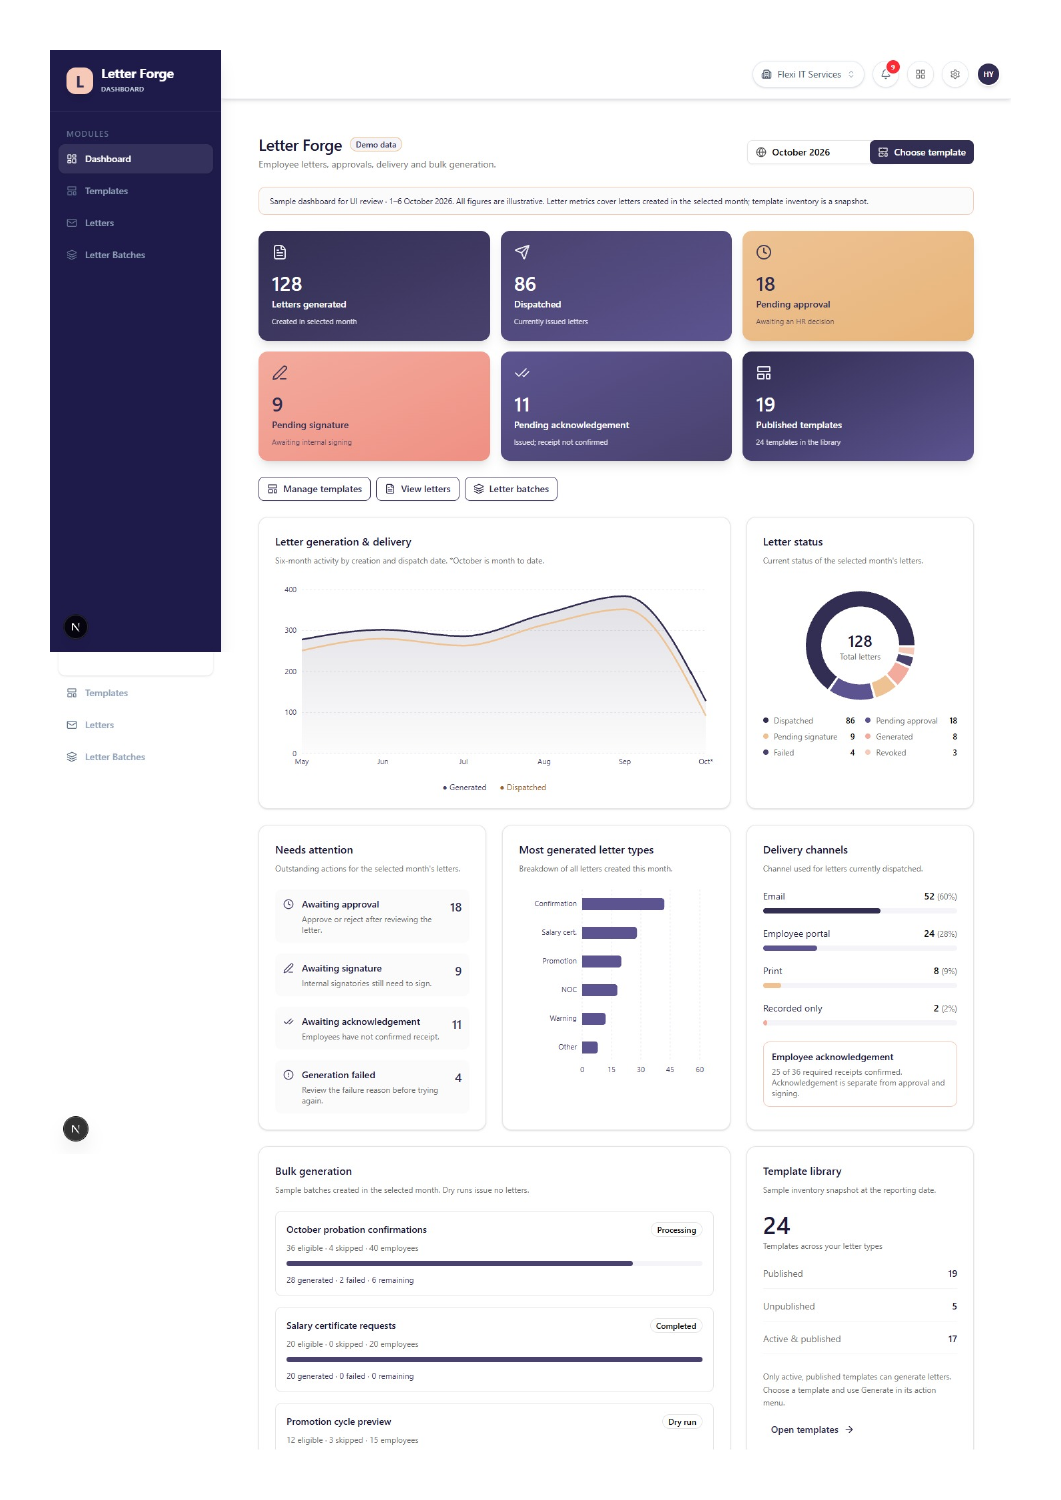 L
Letter Forge
DASHBOARD
MODULES
Dashboard
Templates
Letters
Letter Batches
N
Templates
Letters
Letter Batches
N
Flexi IT Services
HY
Letter Forge
Demo data
Employee letters, approvals, delivery and bulk generation.
October 2026
Choose template
Sample dashboard for UI review · 1–6 October 2026. All figures are illustrative. Letter metrics cover letters created in the selected month; template inventory is a snapshot.
128
Letters generated
Created in selected month
86
Dispatched
Currently issued letters
18
Pending approval
Awaiting an HR decision
9
Pending signature
Awaiting internal signing
11
Pending acknowledgement
Issued; receipt not confirmed
19
Published templates
24 templates in the library
Manage templates
View letters
Letter batches
Letter generation & delivery
Six-month activity by creation and dispatch date. *October is month to date.
400
300
200
100
0
May Jun Jul Aug Sep Oct*
Generated Dispatched
Letter status
Current status of the selected month's letters.
128
Total letters
Dispatched 86 Pending approval 18
Pending signature 9 Generated 8
Failed 4 Revoked 3
Needs attention
Outstanding actions for the selected month's letters.
Awaiting approval 18
Approve or reject after reviewing the
letter.
Awaiting signature 9
Internal signatories still need to sign.
Awaiting acknowledgement 11
Employees have not confirmed receipt.
Generation failed 4
Review the failure reason before trying
again.
Most generated letter types
Breakdown of all letters created this month.
Confirmation
Salary cert.
Promotion
NOC
Warning
Other
0 15 30 45 60
Delivery channels
Channel used for letters currently dispatched.
Email 52 (60%)
Employee portal 24 (28%)
Print 8 (9%)
Recorded only 2 (2%)
Employee acknowledgement
25 of 36 required receipts confirmed.
Acknowledgement is separate from approval and
signing.
Bulk generation
Sample batches created in the selected month. Dry runs issue no letters.
October probation confirmations Processing
36 eligible · 4 skipped · 40 employees
28 generated · 2 failed · 6 remaining
Salary certificate requests Completed
20 eligible · 0 skipped · 20 employees
20 generated · 0 failed · 0 remaining
Promotion cycle preview Dry run
12 eligible · 3 skipped · 15 employees
Template library
Sample inventory snapshot at the reporting date.
24
Templates across your letter types
Published 19
Unpublished 5
Active & published 17
Only active, published templates can generate letters.
Choose a template and use Generate in its action
menu.
Open templates